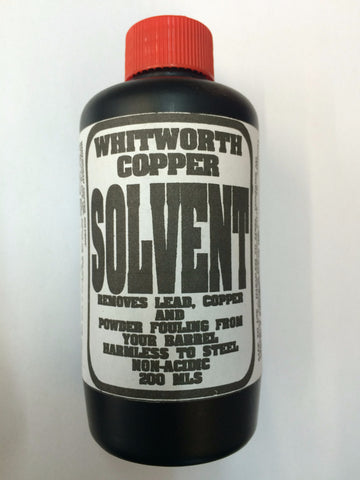 WHITWORTH
COPPER
SOLVENT
REMOVES LEAD, COPPER
AND
POWDER FOULING FROM
YOUR BARREL
HARMLESS TO STEEL
NON-ACIDIC
200 MLS